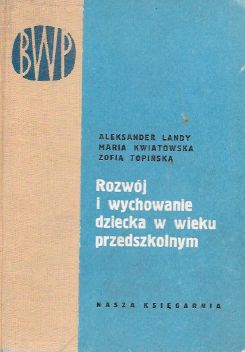 BWP
ALEKSANDER LANDY
MARIA KWIATOWSKA
ZOFIA TOPIŃSKA
Rozwój
i wychowanie
dziecka w wieku
przedszkolnym
NASZA KSIĘGARNIA